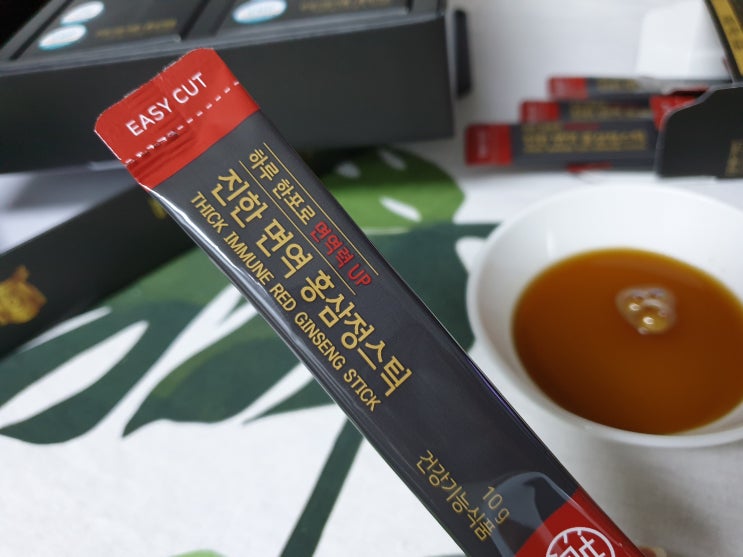 EASY CUT
하루 한포로 면역력 UP
진한 면역 홍삼정스틱
THICK IMMUNE RED GINSENG STICK
10 g
건강기능식품